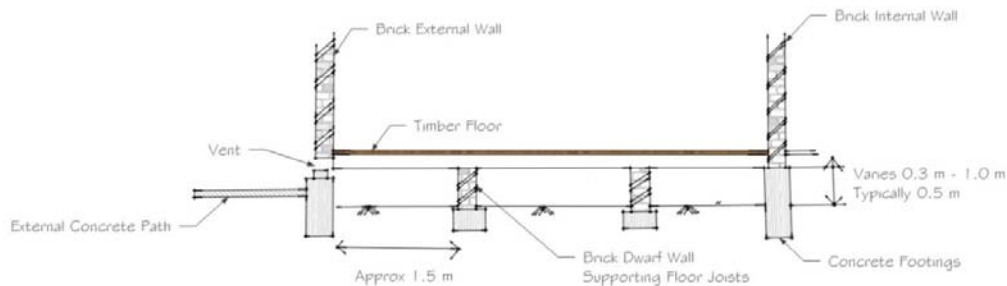 Brick External Wall
Brick Internal Wall
Timber Floor
Vent
Varies 0.3 m - 1.0 m
Typically 0.5 m
External Concrete Path
Approx 1.5 m
Brick Dwarf Wall
Supporting Floor Joists
Concrete Footings